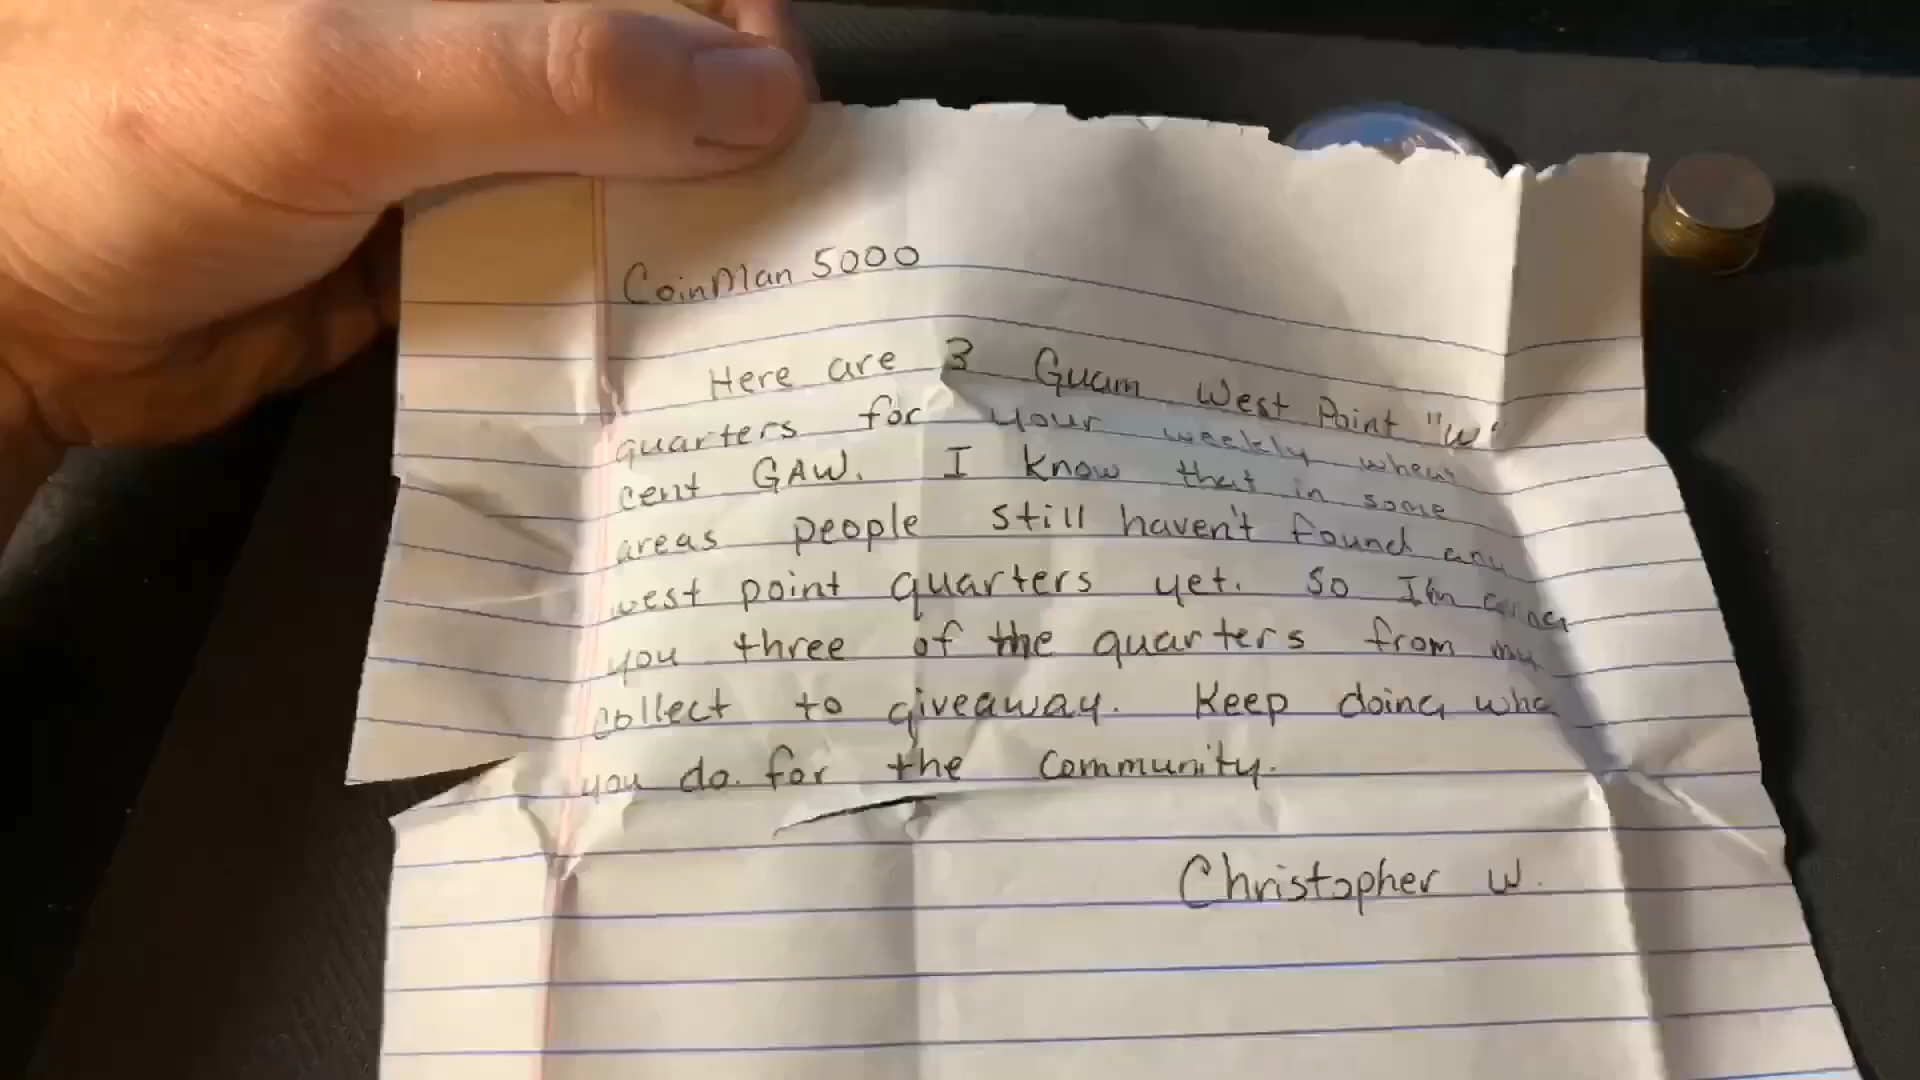 CoinMan 5000
Here are 3 Guam West Point "W"
quarters for your weekly wheat
cent GAW. I know that in some
areas people still haven't found any
west point quarters yet. So I'm
you three of the quarters from my
collect to giveaway. Keep doing
you do for the community.
Christopher W.